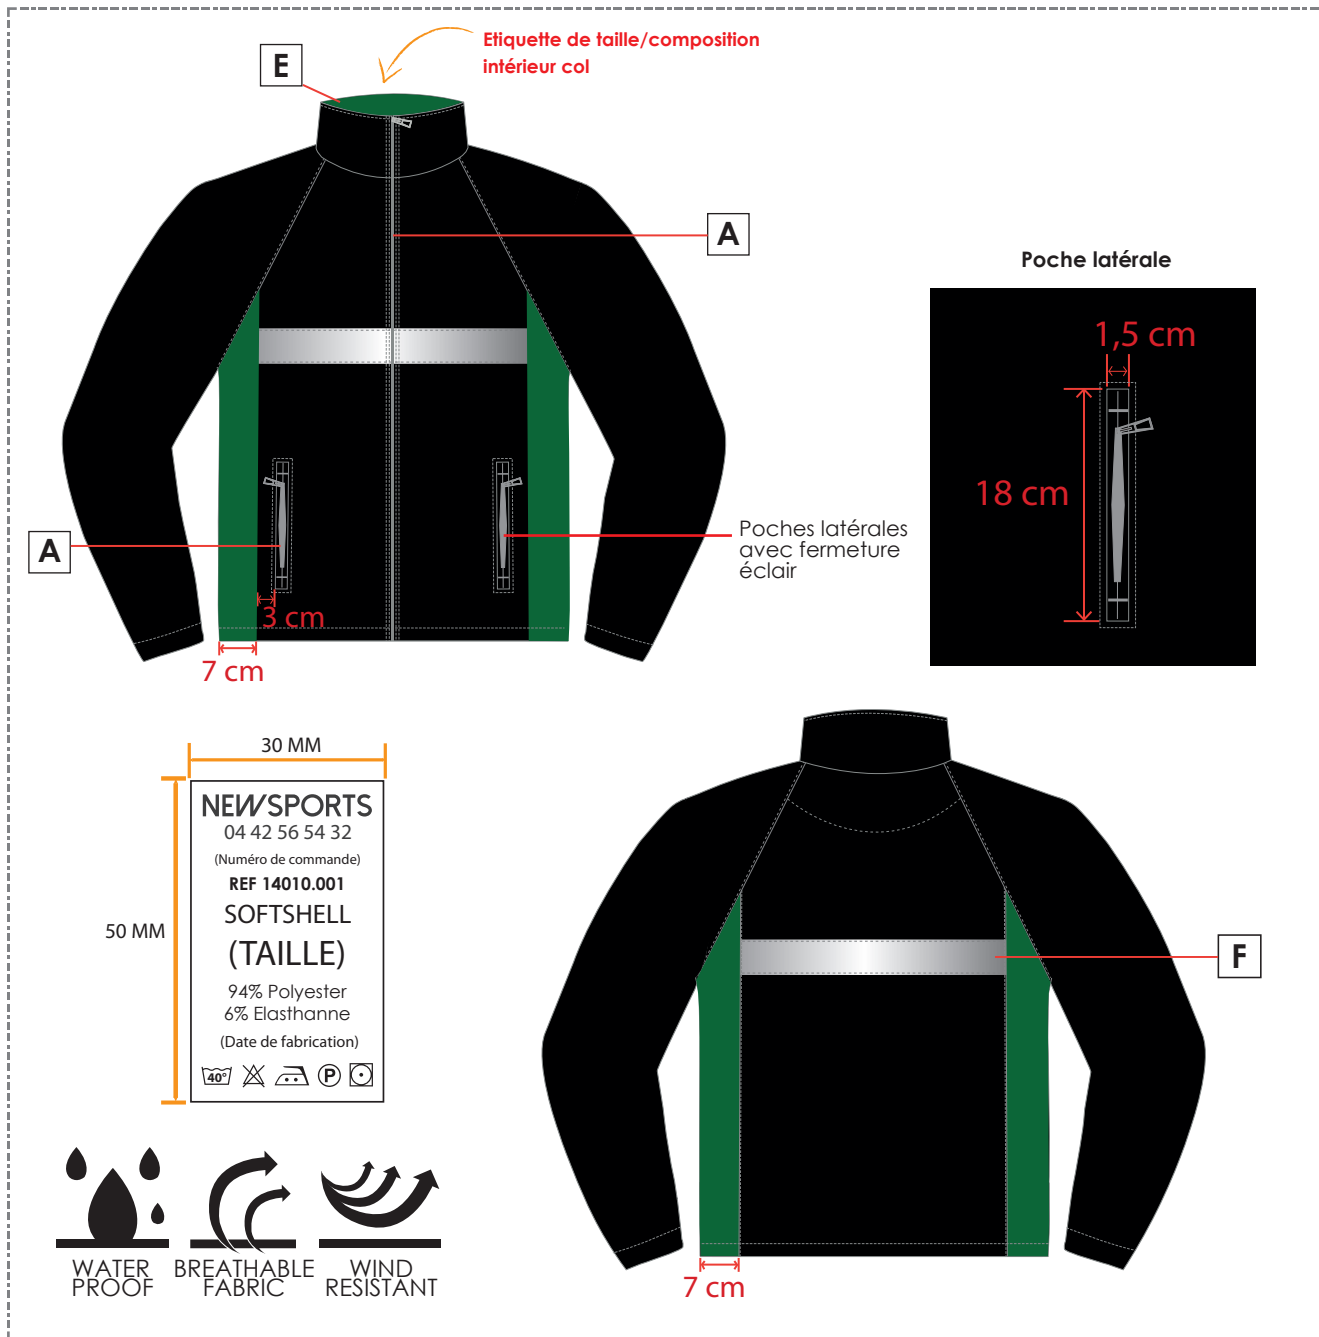 Etiquette de taille/composition
intérieur col
E
A
Poche latérale
1,5 cm
18 cm
A
Poches latérales
avec fermeture
éclair
3 cm
7 cm
30 MM
50 MM
NEWSPORTS
04 42 56 54 32
(Numéro de commande)
REF 14010.001
SOFTSHELL
(TAILLE)
94% Polyester
6% Elasthanne
(Date de fabrication)
40°
P
F
WATER
PROOF
BREATHABLE
FABRIC
WIND
RESISTANT
7 cm